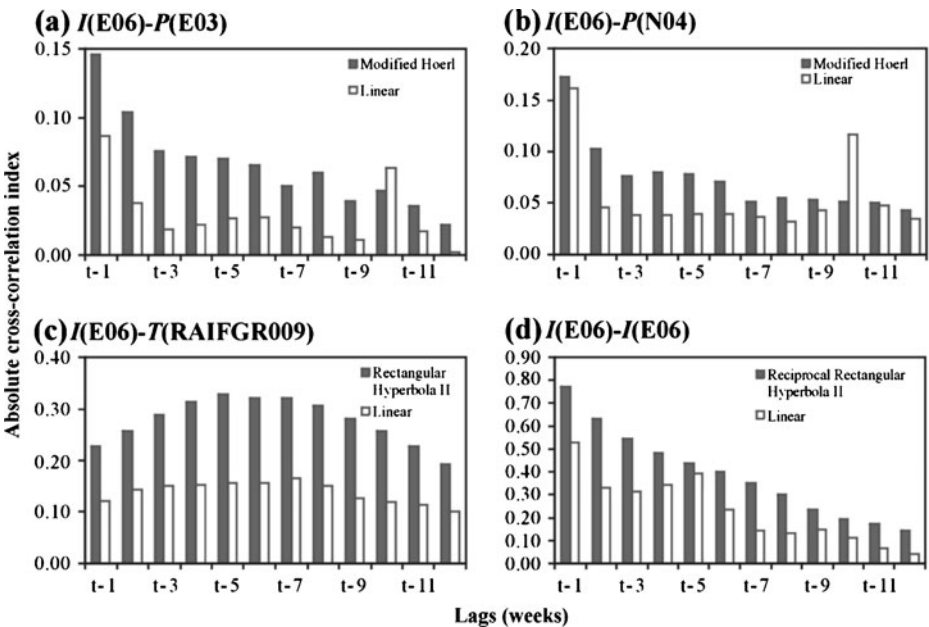 (a) I(E06)-P(E03)
0.15
0.10
0.05
0.00
Modified Hoerl
Linear
t-1 t-3 t-5 t-7 t-9 t-11
(b) I(E06)-P(N04)
0.20
0.15
0.10
0.05
0.00
Modified Hoerl
Linear
t-1 t-3 t-5 t-7 t-9 t-11
Absolute cross-correlation index
(c) I(E06)-T(RAIFGR009)
0.40
0.30
0.20
0.10
0.00
Rectangular
Hyperbola II
Linear
t-1 t-3 t-5 t-7 t-9 t-11
(d) I(E06)-I(E06)
0.90
0.80
0.70
0.60
0.50
0.40
0.30
0.20
0.10
0.00
Reciprocal Rectangular
Hyperbola II
Linear
t-1 t-3 t-5 t-7 t-9 t-11
Lags (weeks)